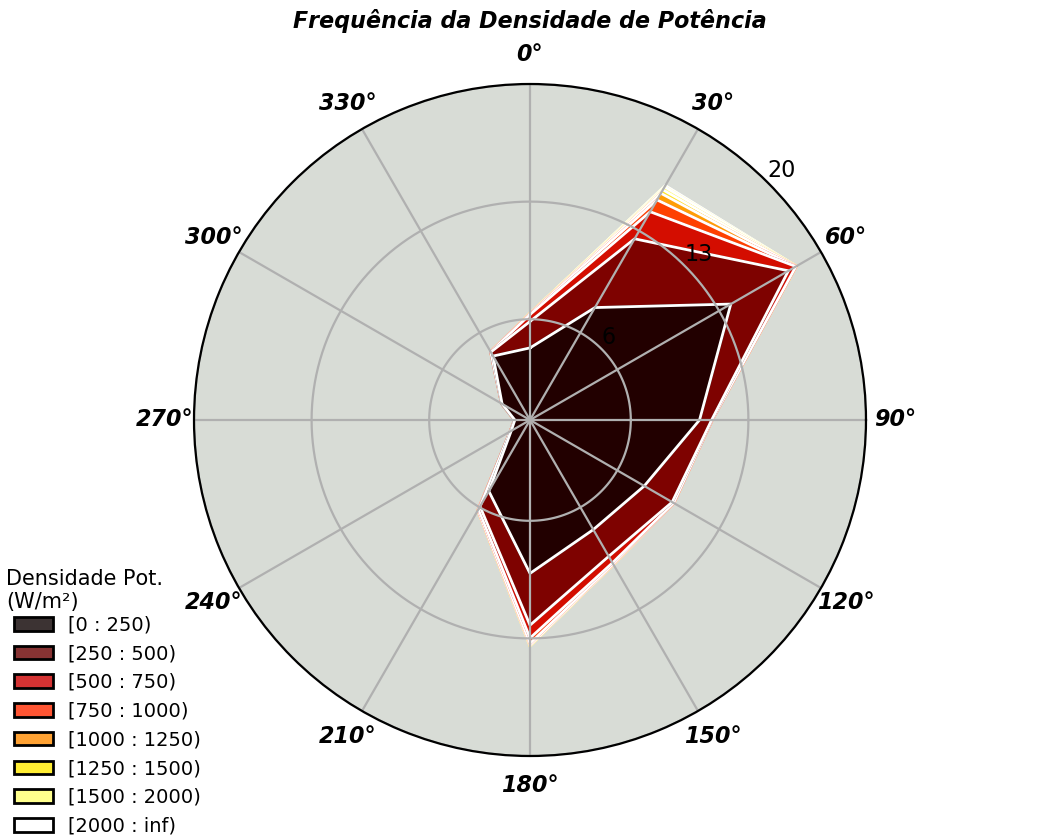 Frequência da Densidade de Potência
0°
330°
30°
20
300°
60°
13
6
270°
90°
240°
120°
210°
150°
180°
Densidade Pot.
(W/m²)
[0 : 250)
[250 : 500)
[500 : 750)
[750 : 1000)
[1000 : 1250)
[1250 : 1500)
[1500 : 2000)
[2000 : inf)